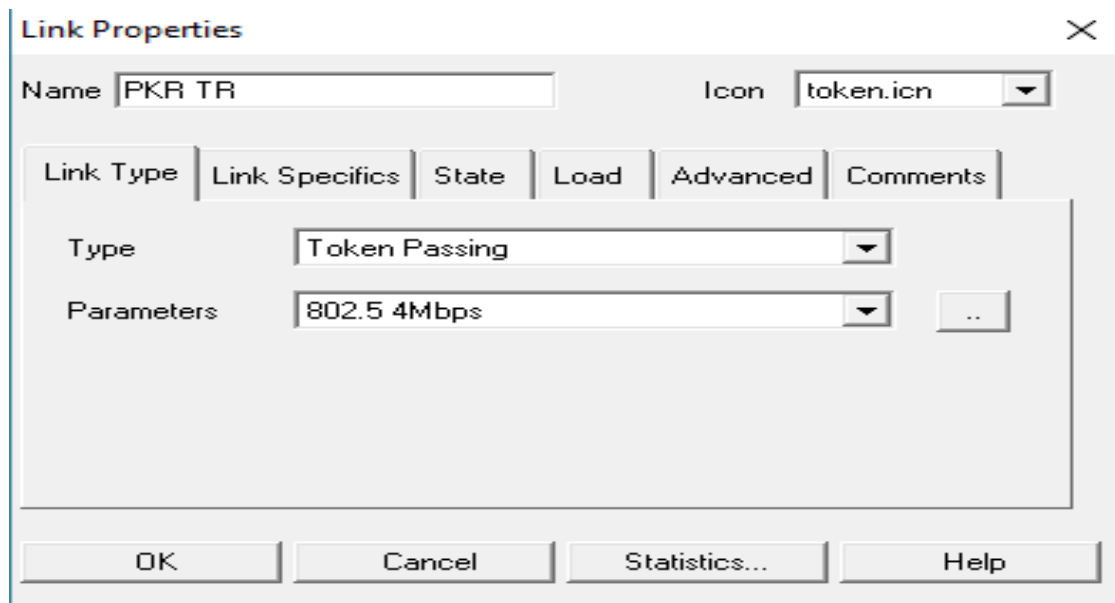 Link Properties
Name PKR TR Icon token.icn
Link Type Link Specifics State Load Advanced Comments
Type Token Passing
Parameters 802.5 4Mbps ..
OK Cancel Statistics... Help